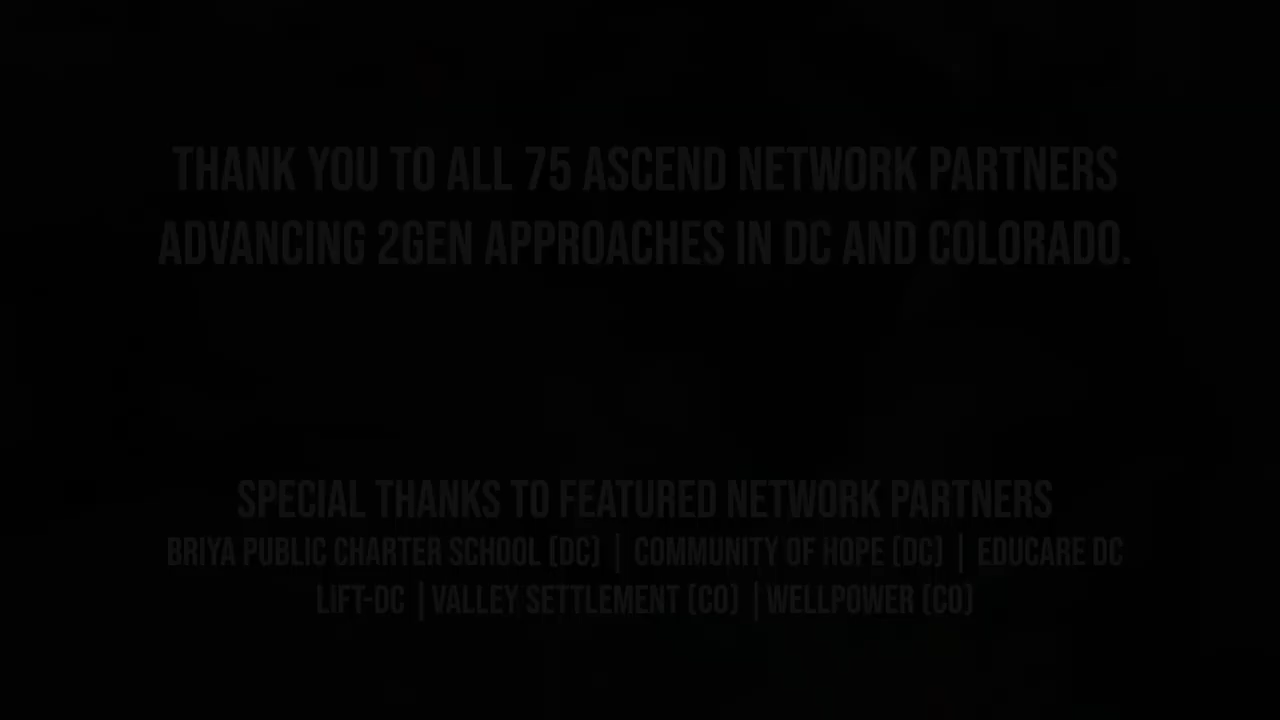 THANK YOU TO ALL 75 ASCEND NETWORK PARTNERS
ADVANCING 2GEN APPROACHES IN DC AND COLORADO.
SPECIAL THANKS TO FEATURED NETWORK PARTNERS
BRIYA PUBLIC CHARTER SCHOOL (DC) | COMMUNITY OF HOPE (DC) | EDUCARE DC
LIFT-DC | VALLEY SETTLEMENT (CO) | WELLPOWER (CO)